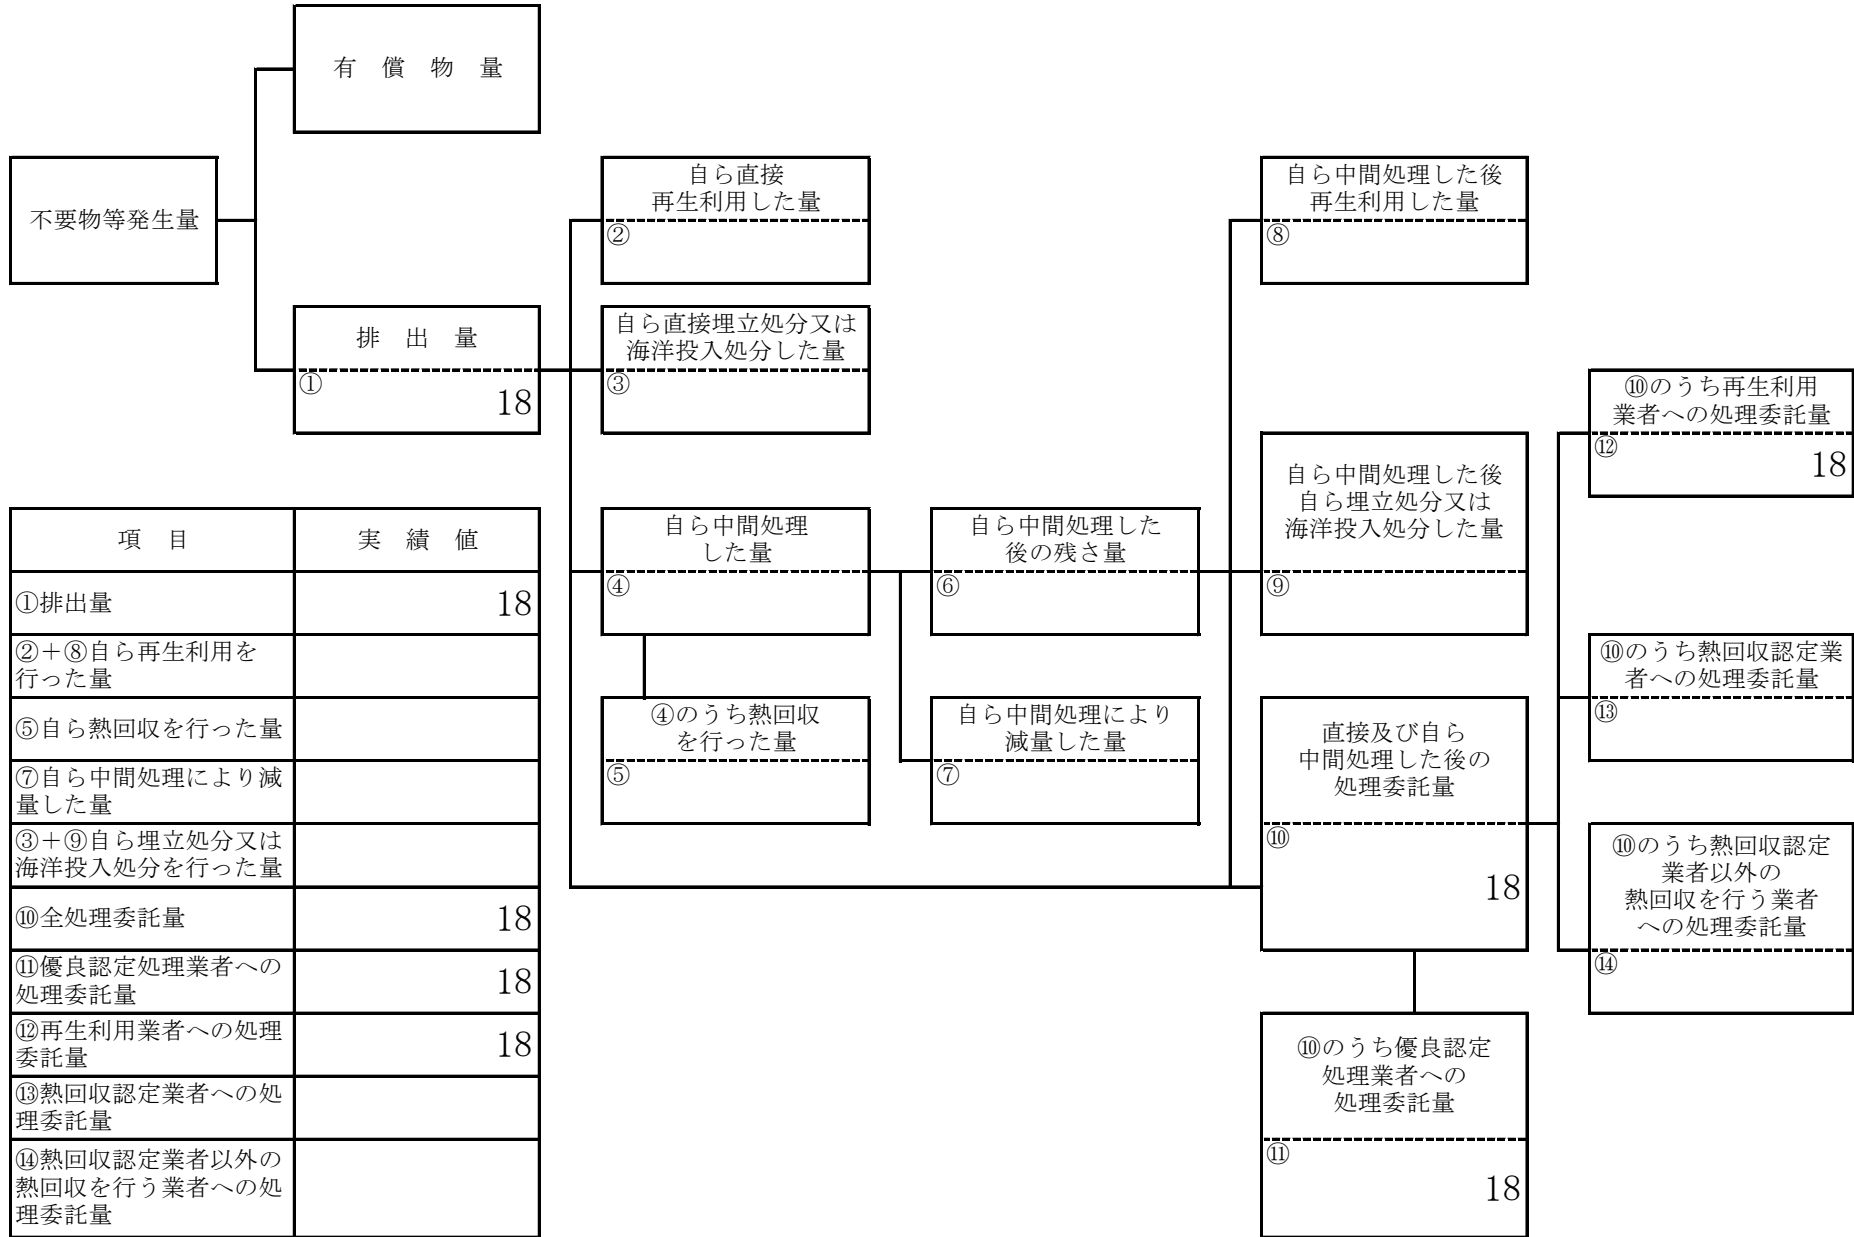 有 償 物 量
不要物等発生量
排 出 量
①
18
自ら直接
再生利用した量
②
自ら直接埋立処分又は
海洋投入処分した量
③
自ら中間処理
した量
④
④のうち熱回収
を行った量
⑤
自ら中間処理した
後の残さ量
⑥
自ら中間処理により
減量した量
⑦
自ら中間処理した後
再生利用した量
⑧
自ら中間処理した後
自ら埋立処分又は
海洋投入処分した量
⑨
直接及び自ら
中間処理した後の
処理委託量
⑩
18
⑩のうち優良認定
処理業者への
処理委託量
⑪
18
⑩のうち再生利用
業者への処理委託量
⑫
18
⑩のうち熱回収認定業
者への処理委託量
⑬
⑩のうち熱回収認定
業者以外の
熱回収を行う業者
への処理委託量
⑭
項 目 実 績 値
①排出量 18
②＋⑧自ら再生利用を
行った量
⑤自ら熱回収を行った量
⑦自ら中間処理により減
量した量
③＋⑨自ら埋立処分又は
海洋投入処分を行った量
⑩全処理委託量 18
⑪優良認定処理業者への
処理委託量
18
⑫再生利用業者への処理
委託量
18
⑬熱回収認定業者への処
理委託量
⑭熱回収認定業者以外の
熱回収を行う業者への処
理委託量